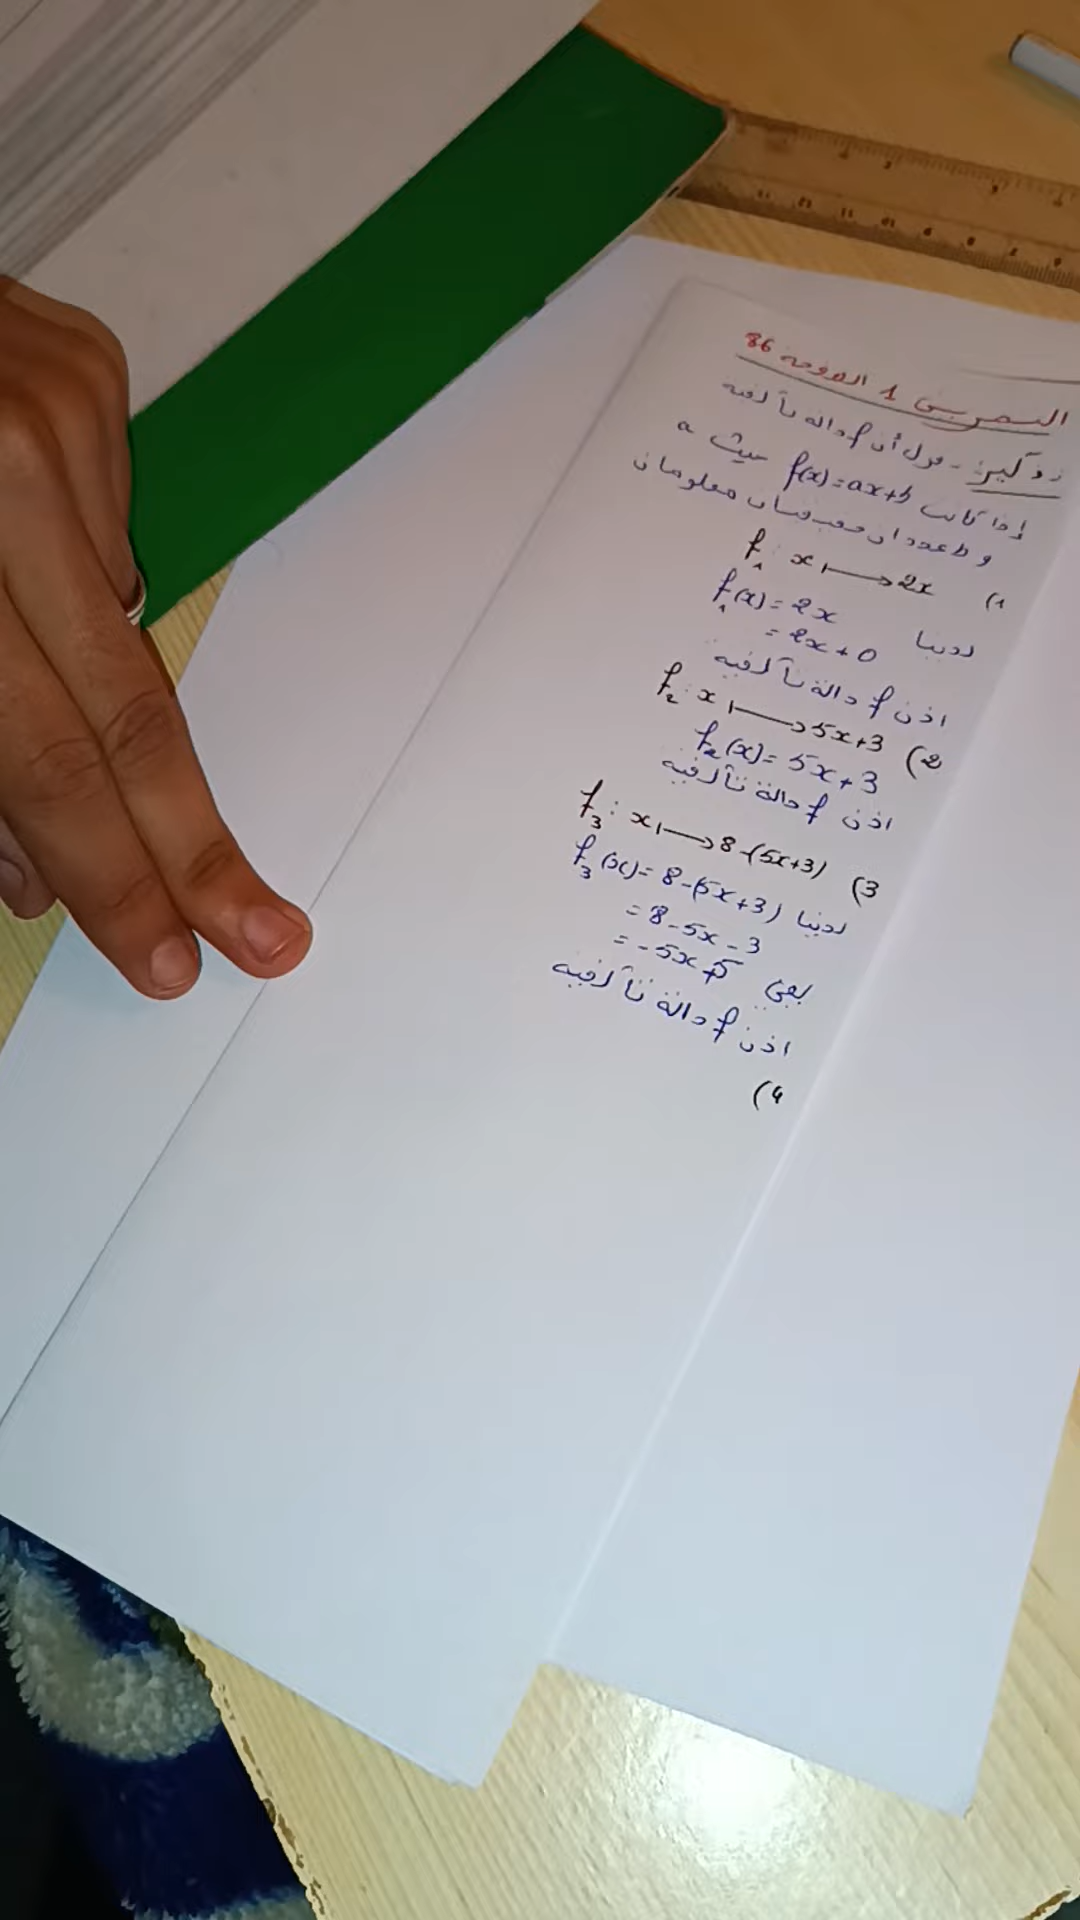 التمرين 1 الصفحة 86
تذكير: نقول أن f دالة تآلفية
إذا كانت f(x)=ax+b حيث a
و b عددان حقيقيان معلومان
1) f₁: x ⟼ 2x
لدينا f₁(x) = 2x
= 2x + 0
اذن f دالة تآلفية
2) f₂: x ⟼ 5x+3
f₂(x) = 5x + 3
اذن f دالة تآلفية
3) f₃: x ⟼ 8-(5x+3)
لدينا f₃(x) = 8-(5x+3)
= 8-5x-3
يعني = -5x+5
اذن f دالة تآلفية
4)